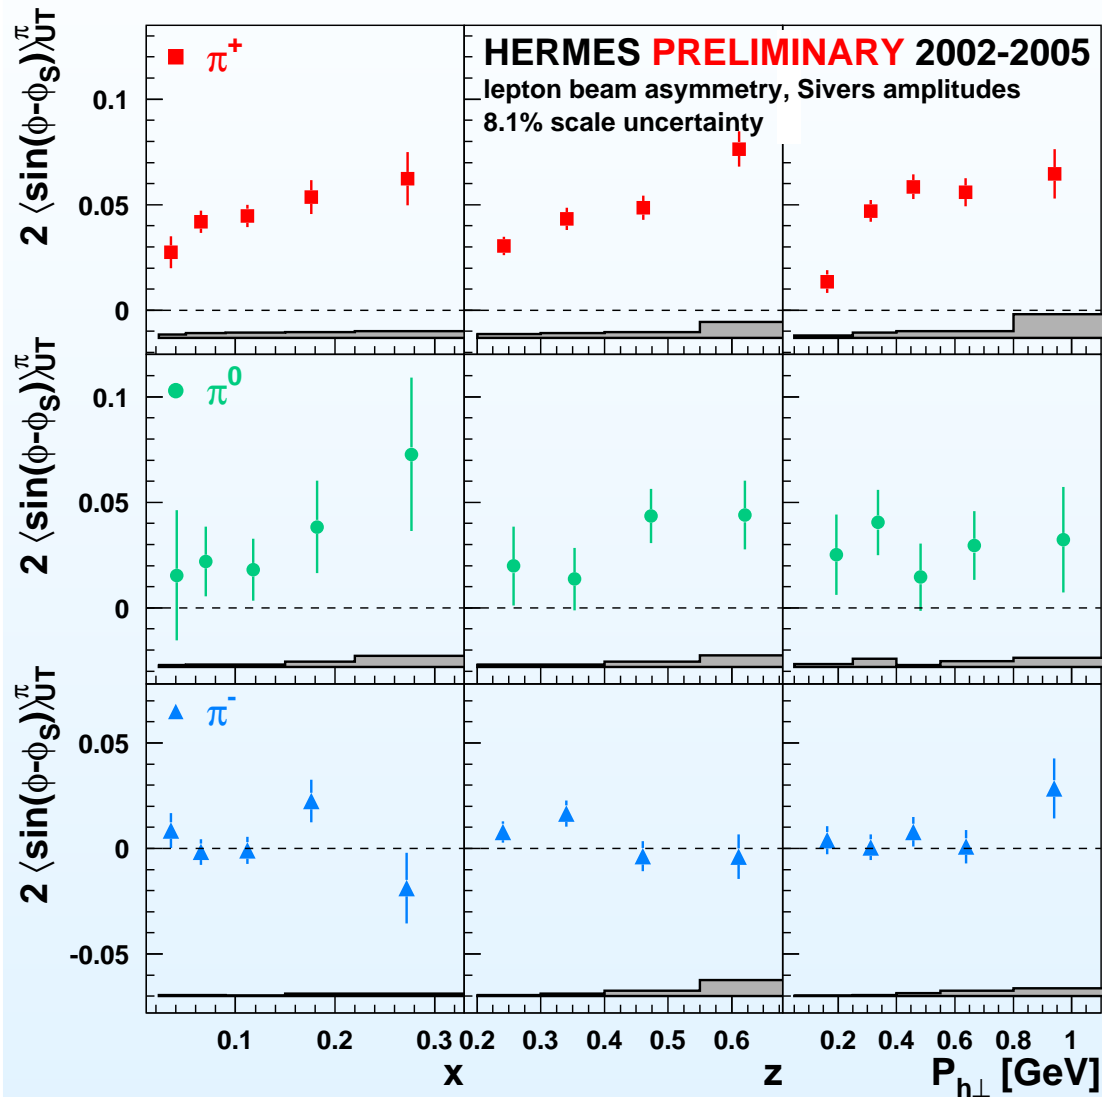 HERMES PRELIMINARY 2002-2005
lepton beam asymmetry, Sivers amplitudes
8.1% scale uncertainty
π+
2 ⟨sin(ϕ-ϕS)⟩πUT
0.1
0.05
0
π0
2 ⟨sin(ϕ-ϕS)⟩πUT
0.1
0.05
0
π-
2 ⟨sin(ϕ-ϕS)⟩πUT
0.05
0
-0.05
0.1 0.2 0.3 0.2 0.3 0.4 0.5 0.6 0.2 0.4 0.6 0.8 1
x z Ph⊥ [GeV]